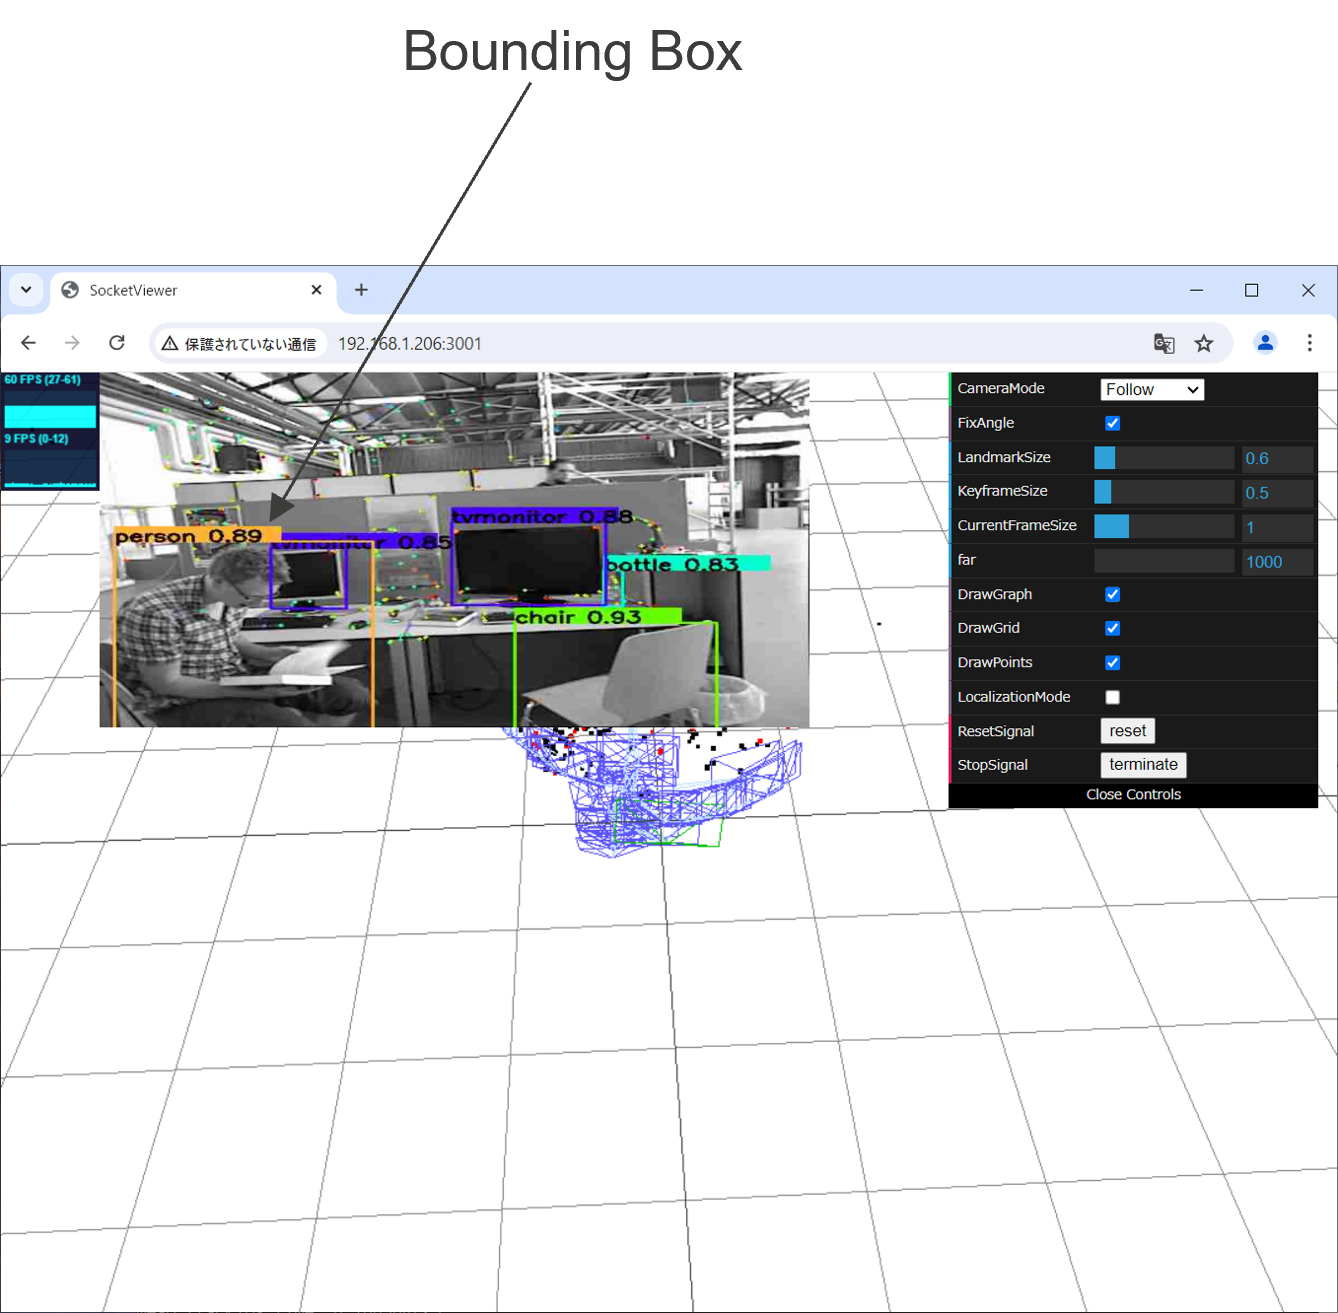 Bounding Box
SocketViewer
保護されていない通信 192.168.1.206:3001
60 FPS (27-61)
9 FPS (0-12)
person 0.89
tvmonitor 0.85
tvmonitor 0.88
bottle 0.83
chair 0.93
CameraMode Follow
FixAngle
LandmarkSize 0.6
KeyframeSize 0.5
CurrentFrameSize 1
far 1000
DrawGraph
DrawGrid
DrawPoints
LocalizationMode
ResetSignal reset
StopSignal terminate
Close Controls